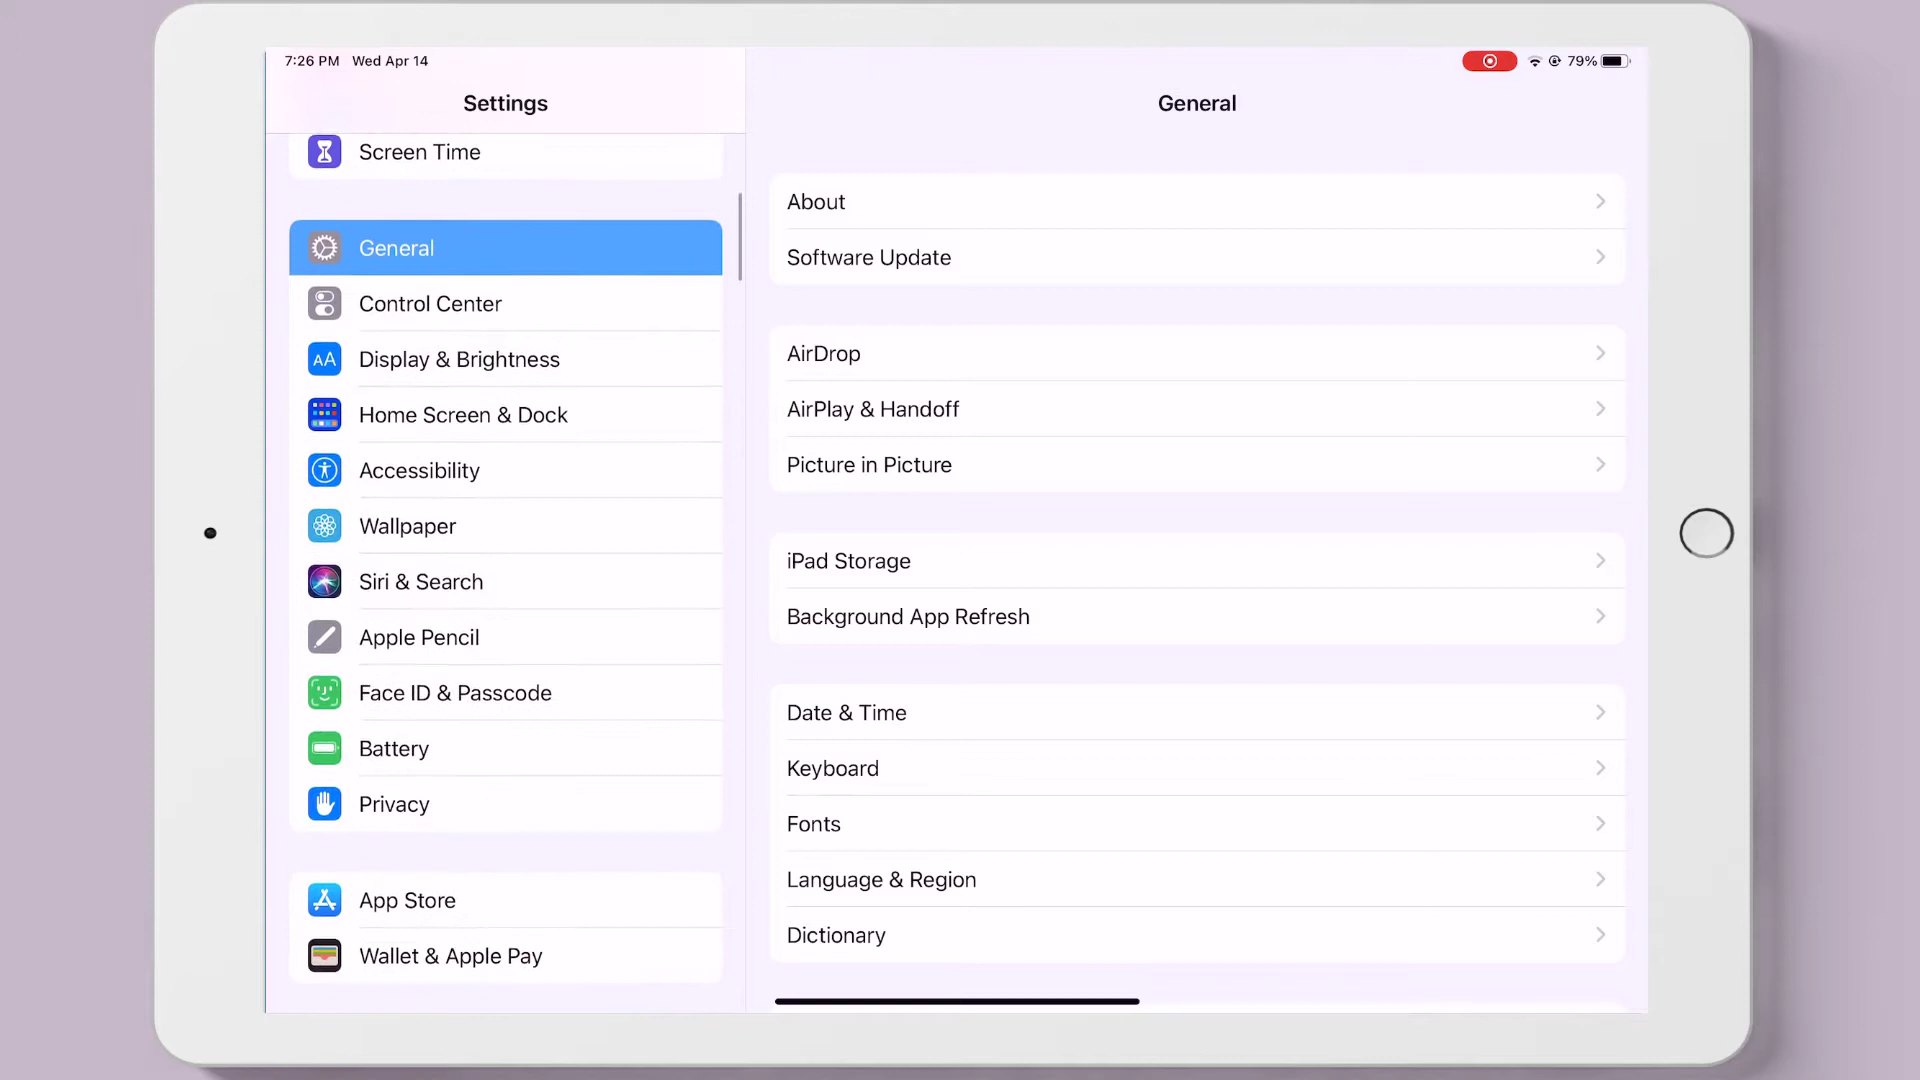 7:26 PM Wed Apr 14
79%
Settings
General
Screen Time
General
Control Center
AA
Display & Brightness
Home Screen & Dock
Accessibility
Wallpaper
Siri & Search
Apple Pencil
Face ID & Passcode
Battery
Privacy
App Store
Wallet & Apple Pay
About
Software Update
AirDrop
AirPlay & Handoff
Picture in Picture
iPad Storage
Background App Refresh
Date & Time
Keyboard
Fonts
Language & Region
Dictionary